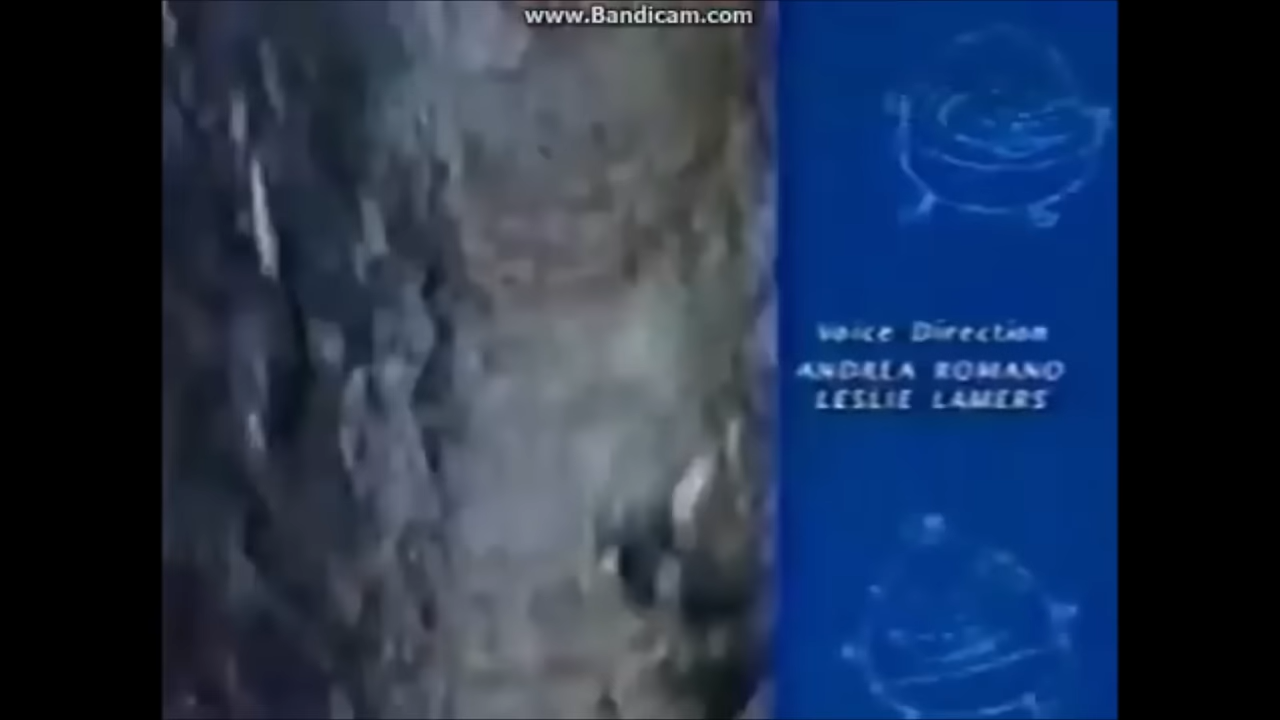 www.Bandicam.com
Voice Direction
ANDREA ROMANO
LESLIE LAMERS